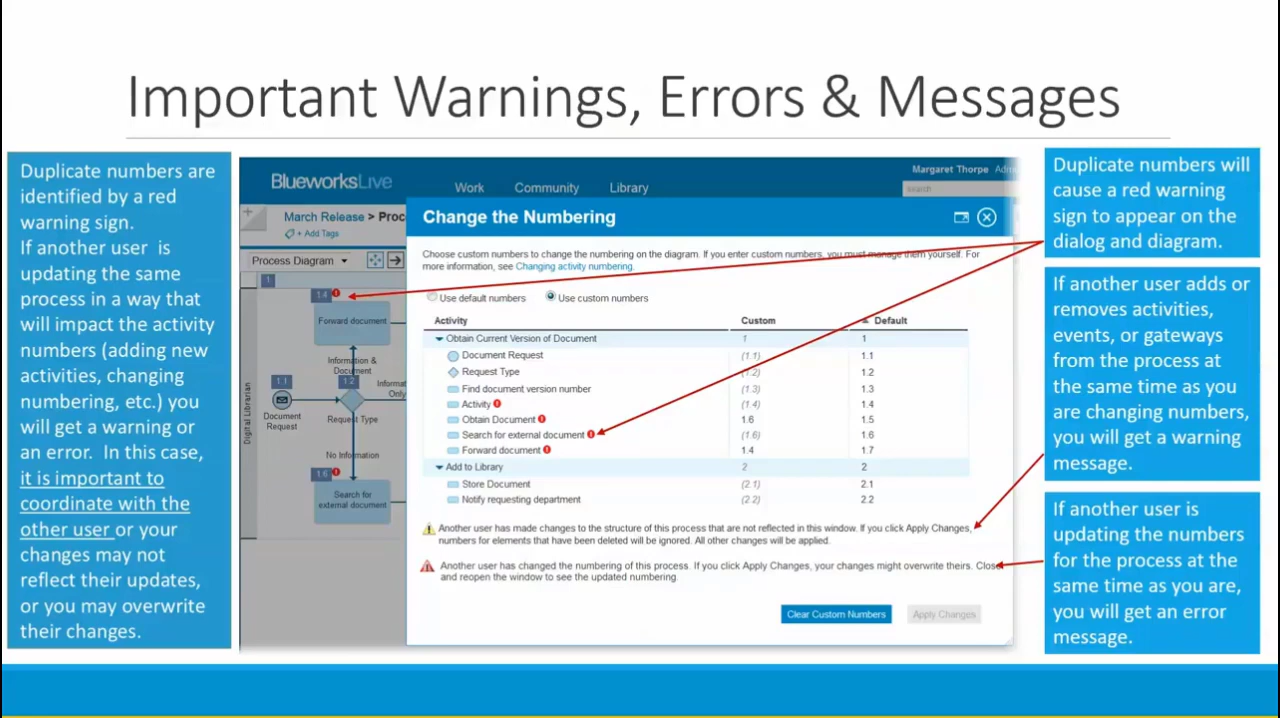 Important Warnings, Errors & Messages
Duplicate numbers are
identified by a red
warning sign.
If another user is
updating the same
process in a way that
will impact the activity
numbers (adding new
activities, changing
numbering, etc.) you
will get a warning or
an error. In this case,
it is important to
coordinate with the
other user or your
changes may not
reflect their updates,
or you may overwrite
their changes.
BlueworksLive
Work Community Library
Margaret Thorpe
Search
March Release > Proc
+ Add Tags
Process Diagram
1
1.4
Forward document
Information &
Document
1.1
1.2
Informat
Only
Digital Librarian
Document
Request
Request Type
No Information
1.6
Search for
external document
Change the Numbering
Choose custom numbers to change the numbering on the diagram. If you enter custom numbers, you must manage them yourself. For
more information, see Changing activity numbering.
Use default numbers Use custom numbers
Activity Custom Default
Obtain Current Version of Document 1 1
Document Request (1.1) 1.1
Request Type (1.2) 1.2
Find document version number (1.3) 1.3
Activity (1.4) 1.4
Obtain Document 1.6 1.5
Search for external document (1.6) 1.6
Forward document 1.4 1.7
Add to Library 2 2
Store Document (2.1) 2.1
Notify requesting department (2.2) 2.2
Another user has made changes to the structure of this process that are not reflected in this window. If you click Apply Changes,
numbers for elements that have been deleted will be ignored. All other changes will be applied.
Another user has changed the numbering of this process. If you click Apply Changes, your changes might overwrite theirs. Close
and reopen the window to see the updated numbering.
Clear Custom Numbers Apply Changes
Duplicate numbers will
cause a red warning
sign to appear on the
dialog and diagram.
If another user adds or
removes activities,
events, or gateways
from the process at
the same time as you
are changing numbers,
you will get a warning
message.
If another user is
updating the numbers
for the process at the
same time as you are,
you will get an error
message.